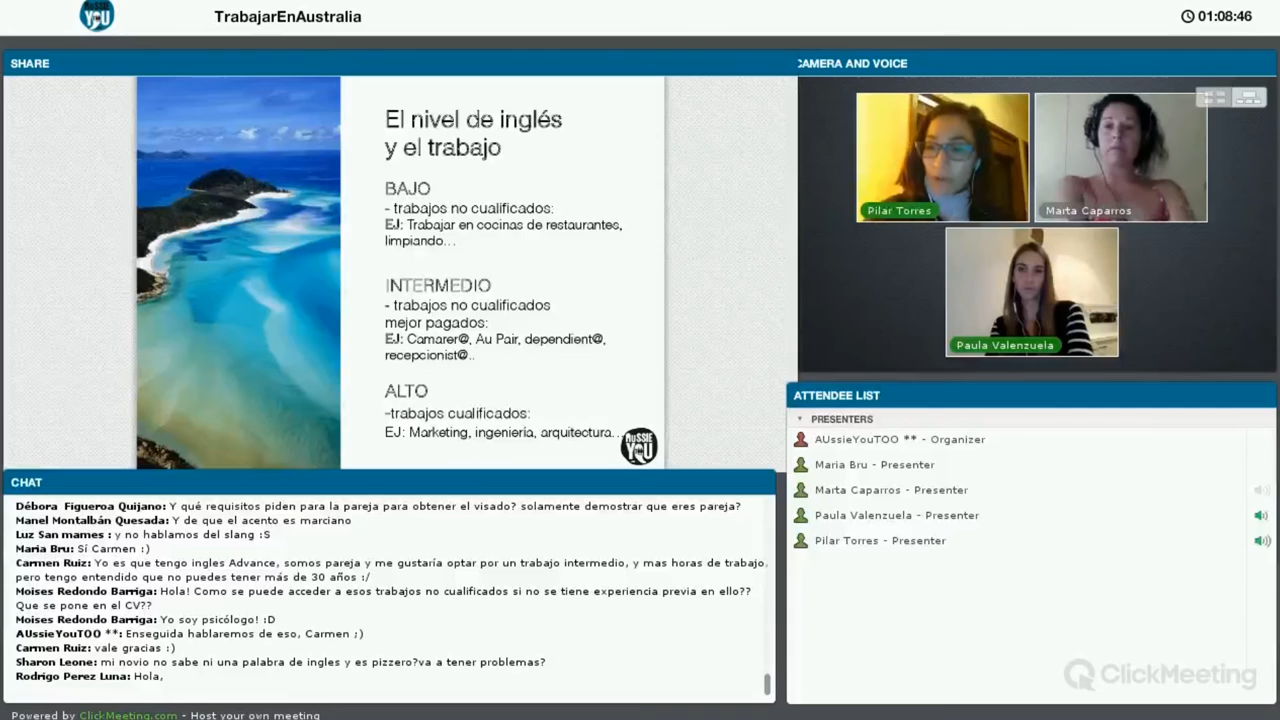 AUSSIE YOU
TrabajarEnAustralia
01:08:46
SHARE
El nivel de inglés
y el trabajo
BAJO
- trabajos no cualificados:
EJ: Trabajar en cocinas de restaurantes,
limpiando...
INTERMEDIO
- trabajos no cualificados
mejor pagados:
EJ: Camarer@, Au Pair, dependient@,
recepcionist@..
ALTO
-trabajos cualificados:
EJ: Marketing, ingeniería, arquitectura...
AUSSIE YOU
CAMERA AND VOICE
Pilar Torres
Marta Caparros
Paula Valenzuela
ATTENDEE LIST
PRESENTERS
AUssieYouTOO ** - Organizer
Maria Bru - Presenter
Marta Caparros - Presenter
Paula Valenzuela - Presenter
Pilar Torres - Presenter
ClickMeeting
CHAT
Débora Figueroa Quijano: Y qué requisitos piden para la pareja para obtener el visado? solamente demostrar que eres pareja?
Manel Montalbán Quesada: Y de que el acento es marciano
Luz San mames : y no hablamos del slang :S
Maria Bru: Sí Carmen :)
Carmen Ruiz: Yo es que tengo ingles Advance, somos pareja y me gustaría optar por un trabajo intermedio, y mas horas de trabajo,
pero tengo entendido que no puedes tener más de 30 años :/
Moises Redondo Barriga: Hola! Como se puede acceder a esos trabajos no cualificados si no se tiene experiencia previa en ello??
Que se pone en el CV??
Moises Redondo Barriga: Yo soy psicólogo! :D
AUssieYouTOO **: Enseguida hablaremos de eso, Carmen ;)
Carmen Ruiz: vale gracias :)
Sharon Leone: mi novio no sabe ni una palabra de ingles y es pizzero?va a tener problemas?
Rodrigo Perez Luna: Hola,
Powered by ClickMeeting.com - Host your own meeting